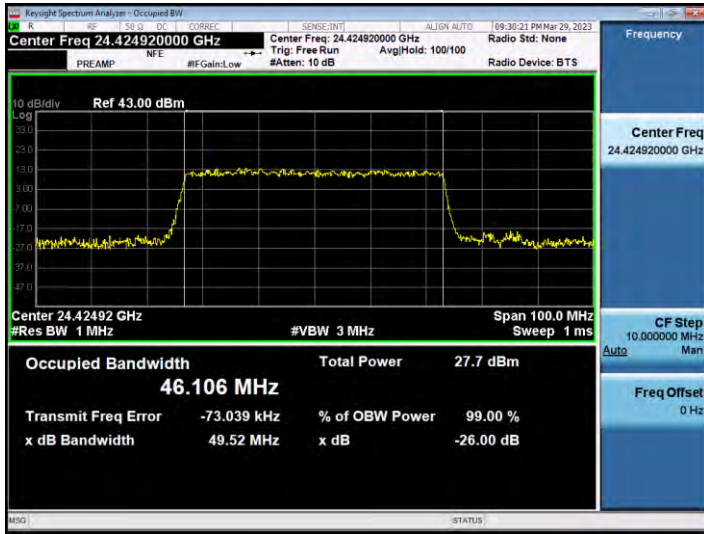 Keysight Spectrum Analyzer - Occupied BW
R RF 50 Ω DC CORREC SENSE:INT ALIGN AUTO 09:30:21 PM Mar 29, 2023
Center Freq 24.424920000 GHz
Center Freq: 24.424920000 GHz
Radio Std: None
NFE
Trig: Free Run
Avg|Hold: 100/100
PREAMP
#IFGain:Low
#Atten: 10 dB
Radio Device: BTS
10 dB/div Ref 43.00 dBm
Log
33.0
23.0
13.0
3.00
-7.00
-17.0
-27.0
-37.0
-47.0
Center 24.42492 GHz
Span 100.0 MHz
#Res BW 1 MHz
#VBW 3 MHz
Sweep 1 ms
Occupied Bandwidth
Total Power 27.7 dBm
46.106 MHz
Transmit Freq Error -73.039 kHz
% of OBW Power 99.00 %
x dB Bandwidth 49.52 MHz
x dB -26.00 dB
MSG
STATUS
Frequency
Center Freq
24.424920000 GHz
CF Step
10.000000 MHz
Auto Man
Freq Offset
0 Hz